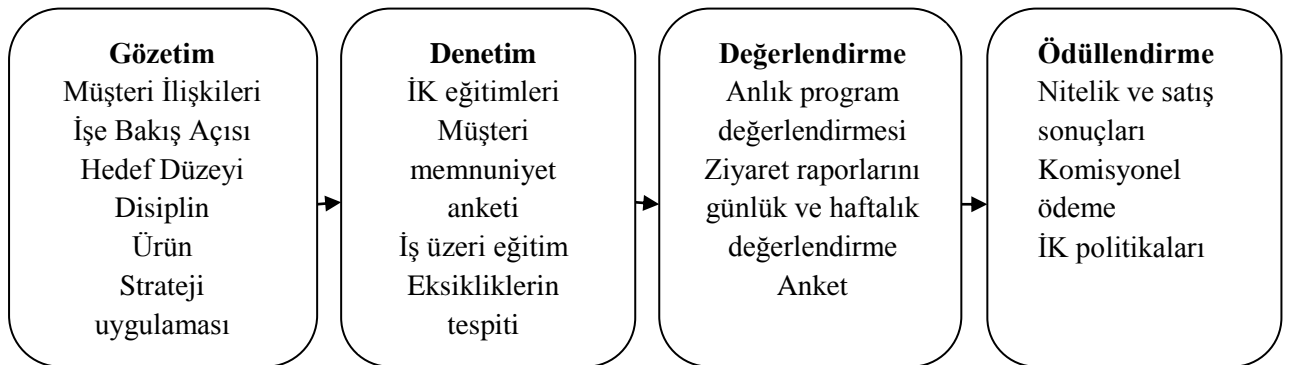 Gözetim
Müşteri İlişkileri
İşe Bakış Açısı
Hedef Düzeyi
Disiplin
Ürün
Strateji
uygulaması
Denetim
İK eğitimleri
Müşteri
memnuniyet
anketi
İş üzeri eğitim
Eksikliklerin
tespiti
Değerlendirme
Anlık program
değerlendirmesi
Ziyaret raporlarını
günlük ve haftalık
değerlendirme
Anket
Ödüllendirme
Nitelik ve satış
sonuçları
Komisyonel
ödeme
İK politikaları